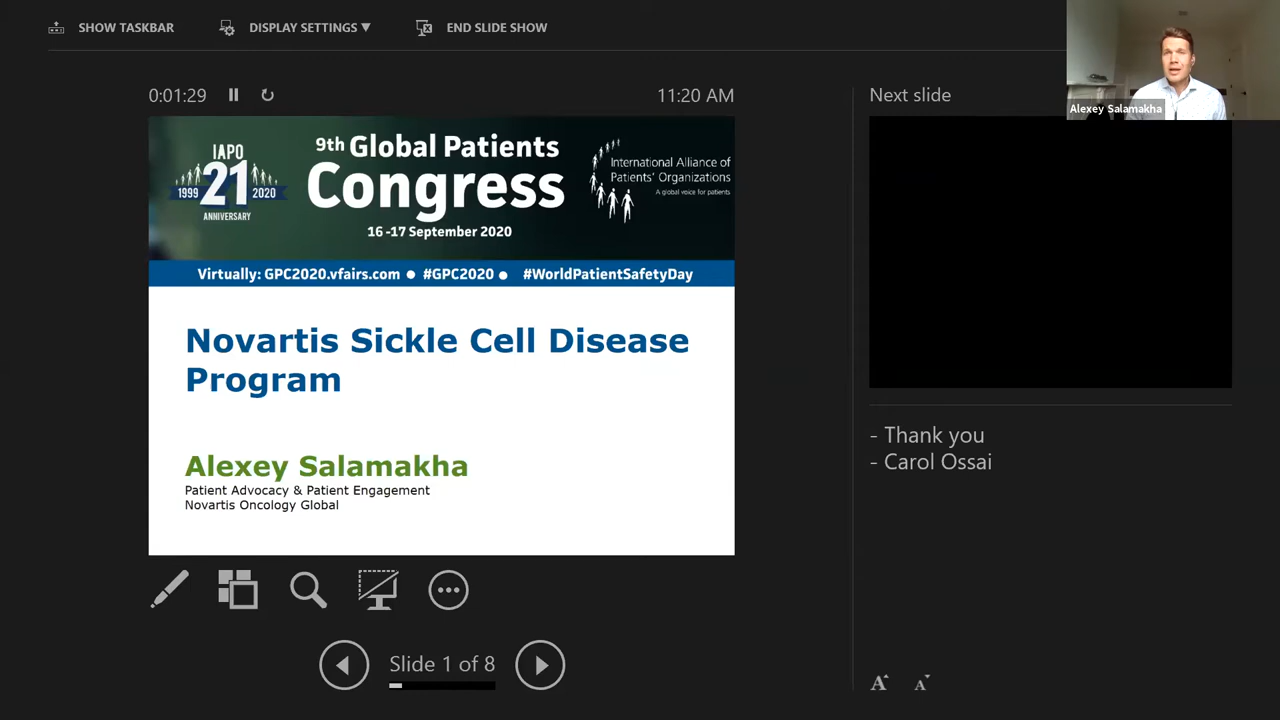 SHOW TASKBAR
DISPLAY SETTINGS ▼
END SLIDE SHOW
Alexey Salamakha
0:01:29
11:20 AM
Next slide
IAPO
21
1999 2020
ANNIVERSARY
9th Global Patients
Congress
16 -17 September 2020
International Alliance of
Patients' Organizations
A global voice for patients.
Virtually: GPC2020.vfairs.com ● #GPC2020 ● #WorldPatientSafetyDay
Novartis Sickle Cell Disease
Program
Alexey Salamakha
Patient Advocacy & Patient Engagement
Novartis Oncology Global
- Thank you
- Carol Ossai
Slide 1 of 8
A A